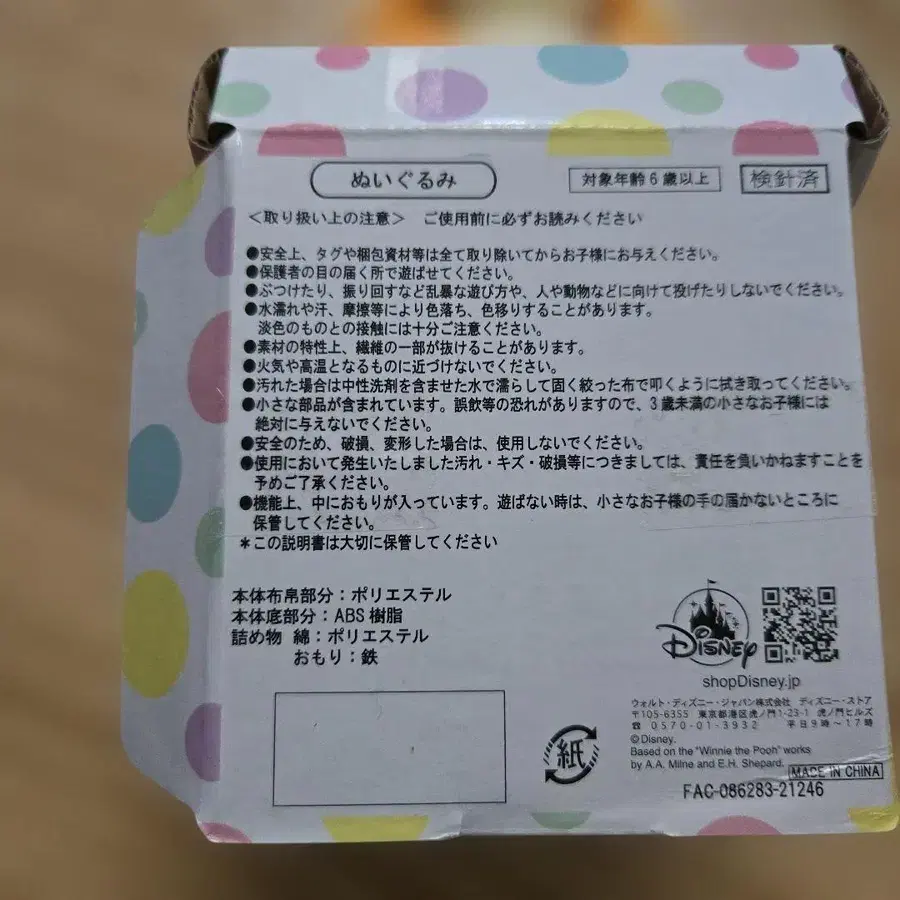 ぬいぐるみ
対象年齢6歳以上
検針済
＜取り扱い上の注意＞ ご使用前に必ずお読みください
●安全上、タグや梱包資材等は全て取り除いてからお子様にお与えください。
●保護者の目の届く所で遊ばせてください。
●ぶつけたり、振り回すなど乱暴な遊び方や、人や動物などに向けて投げたりしないでください。
●水濡れや汗、摩擦等により色落ち、色移りすることがあります。
淡色のものとの接触には十分ご注意ください。
●素材の特性上、繊維の一部が抜けることがあります。
●火気や高温となるものに近づけないでください。
●汚れた場合は中性洗剤を含ませた水で濡らして固く絞った布で叩くように拭き取ってください。
●小さな部品が含まれています。誤飲等の恐れがありますので、3歳未満の小さなお子様には
絶対に与えないでください。
●安全のため、破損、変形した場合は、使用しないでください。
●使用において発生いたしました汚れ・キズ・破損等につきましては、責任を負いかねますことを
予めご了承ください。
●機能上、中におもりが入っています。遊ばない時は、小さなお子様の手の届かないところに
保管してください。
＊この説明書は大切に保管してください
本体布帛部分：ポリエステル
本体底部分：ABS樹脂
詰め物 綿：ポリエステル
おもり：鉄
Disney
shopDisney.jp
ウォルト・ディズニー・ジャパン株式会社 ディズニー・ストア
〒105-6355 東京都港区虎ノ門1-23-1 虎ノ門ヒルズ
☎0570-01-3932 平日9時～17時
©Disney.
Based on the "Winnie the Pooh" works
by A.A. Milne and E.H. Shepard.
MADE IN CHINA
FAC-086283-21246
紙